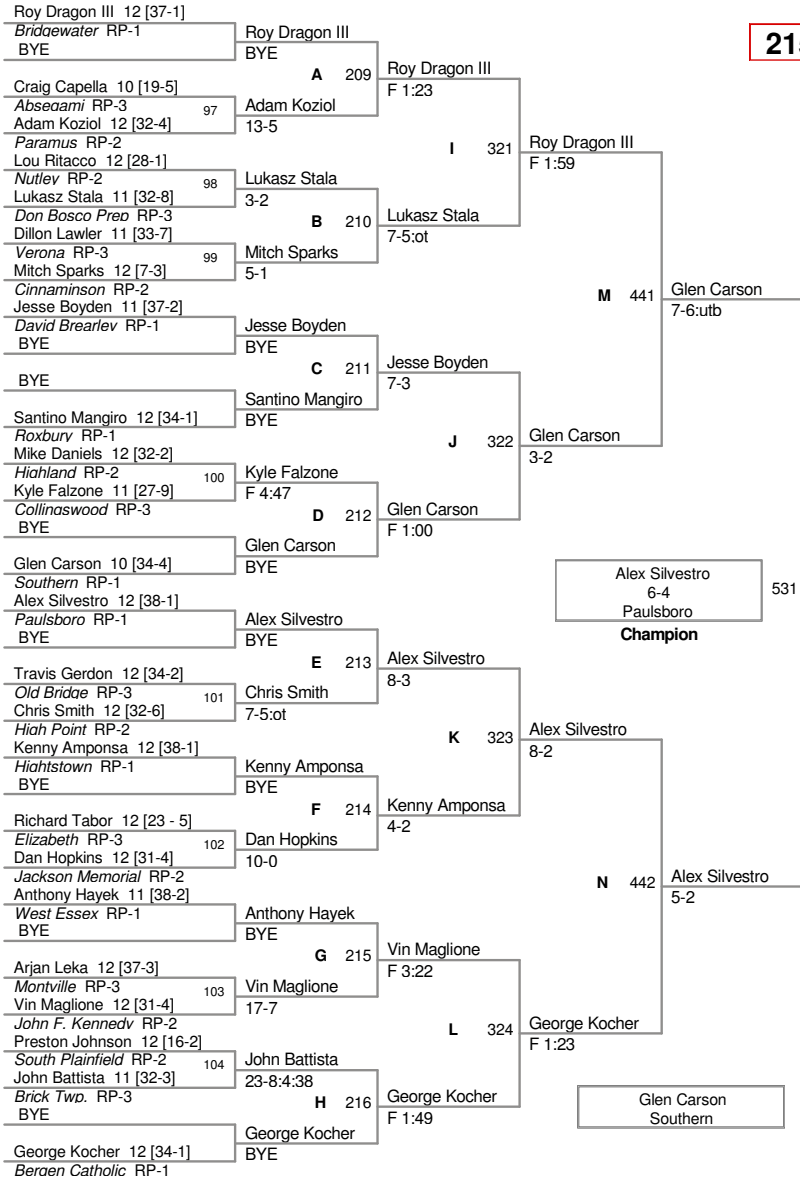 Roy Dragon III 12 [37-1]
Bridgewater RP-1
BYE
Craig Capella 10 [19-5]
Absegami RP-3
Adam Koziol 12 [32-4]
Paramus RP-2
Lou Ritacco 12 [28-1]
Nutley RP-2
Lukasz Stala 11 [32-8]
Don Bosco Prep RP-3
Dillon Lawler 11 [33-7]
Verona RP-3
Mitch Sparks 12 [7-3]
Cinnaminson RP-2
Jesse Boyden 11 [37-2]
David Brearley RP-1
BYE
BYE
Santino Mangiro 12 [34-1]
Roxbury RP-1
Mike Daniels 12 [32-2]
Highland RP-2
Kyle Falzone 11 [27-9]
Collingswood RP-3
BYE
Glen Carson 10 [34-4]
Southern RP-1
Alex Silvestro 12 [38-1]
Paulsboro RP-1
BYE
Travis Gerdon 12 [34-2]
Old Bridge RP-3
Chris Smith 12 [32-6]
High Point RP-2
Kenny Amponsa 12 [38-1]
Hightstown RP-1
BYE
Richard Tabor 12 [23 - 5]
Elizabeth RP-3
Dan Hopkins 12 [31-4]
Jackson Memorial RP-2
Anthony Hayek 11 [38-2]
West Essex RP-1
BYE
Arjan Leka 12 [37-3]
Montville RP-3
Vin Maglione 12 [31-4]
John F. Kennedy RP-2
Preston Johnson 12 [16-2]
South Plainfield RP-2
John Battista 11 [32-3]
Brick Twp. RP-3
BYE
George Kocher 12 [34-1]
Bergen Catholic RP-1
97
98
99
100
101
102
103
104
Roy Dragon III
BYE
A 209
Adam Koziol
13-5
Lukasz Stala
3-2
B 210
Mitch Sparks
5-1
Jesse Boyden
BYE
C 211
Santino Mangiro
BYE
Kyle Falzone
F 4:47
D 212
Glen Carson
BYE
Alex Silvestro
BYE
E 213
Chris Smith
7-5:ot
Kenny Amponsa
BYE
F 214
Dan Hopkins
10-0
Anthony Hayek
BYE
G 215
Vin Maglione
17-7
John Battista
23-8:4:38
H 216
George Kocher
BYE
Roy Dragon III
F 1:23
I 321
Lukasz Stala
7-5:ot
Jesse Boyden
7-3
J 322
Glen Carson
F 1:00
Alex Silvestro
8-3
K 323
Kenny Amponsa
4-2
Vin Maglione
F 3:22
L 324
George Kocher
F 1:49
Roy Dragon III
F 1:59
M 441
Glen Carson
3-2
Alex Silvestro
8-2
N 442
George Kocher
F 1:23
Glen Carson
7-6:utb
Alex Silvestro
5-2
Alex Silvestro
6-4
Paulsboro
531
Champion
Glen Carson
Southern